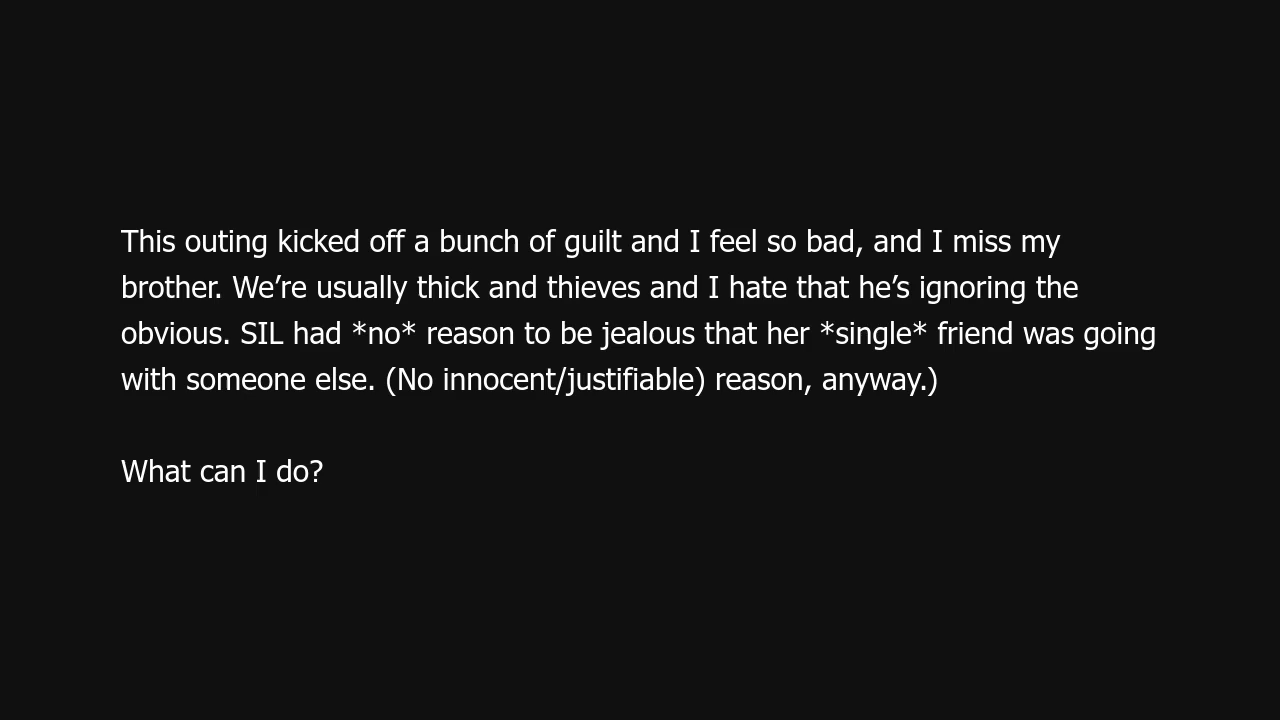 This outing kicked off a bunch of guilt and I feel so bad, and I miss my
brother. We’re usually thick and thieves and I hate that he’s ignoring the
obvious. SIL had *no* reason to be jealous that her *single* friend was going
with someone else. (No innocent/justifiable) reason, anyway.)
What can I do?